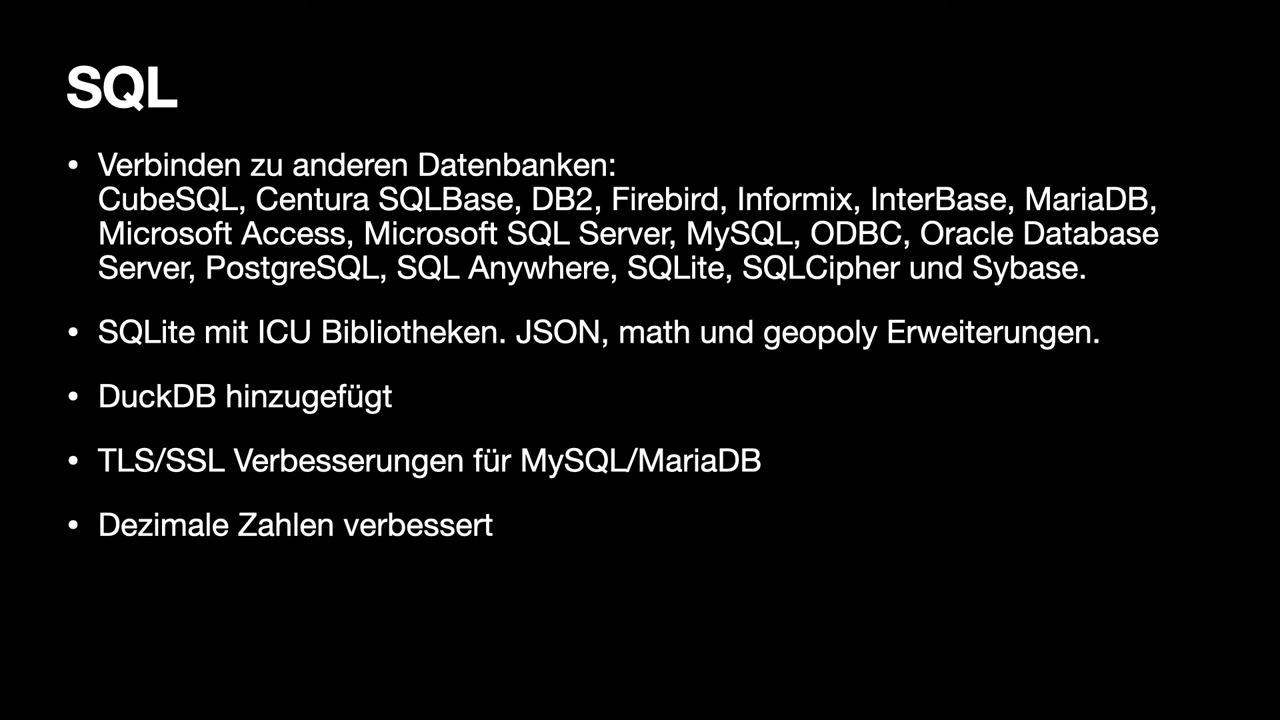 SQL
• Verbinden zu anderen Datenbanken:
CubeSQL, Centura SQLBase, DB2, Firebird, Informix, InterBase, MariaDB,
Microsoft Access, Microsoft SQL Server, MySQL, ODBC, Oracle Database
Server, PostgreSQL, SQL Anywhere, SQLite, SQLCipher und Sybase.
• SQLite mit ICU Bibliotheken. JSON, math und geopoly Erweiterungen.
• DuckDB hinzugefügt
• TLS/SSL Verbesserungen für MySQL/MariaDB
• Dezimale Zahlen verbessert